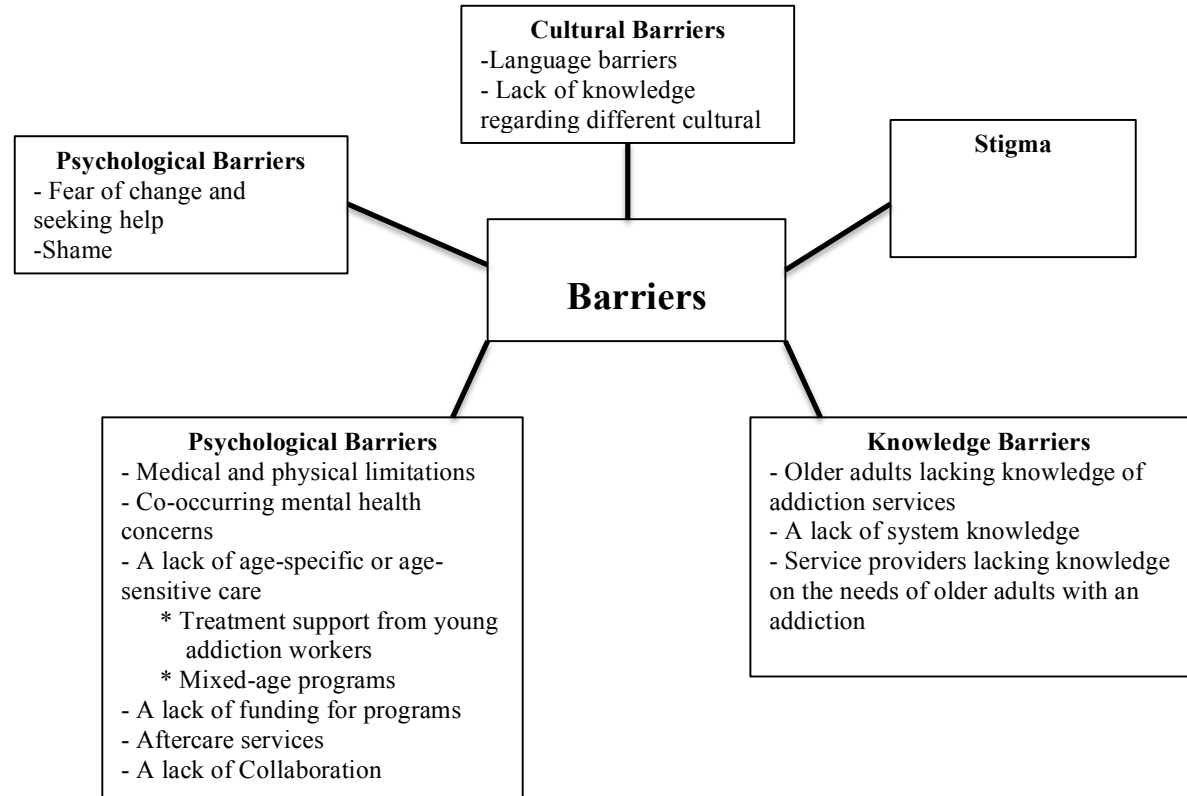 Cultural Barriers
-Language barriers
- Lack of knowledge
regarding different cultural
Stigma
Psychological Barriers
- Fear of change and
seeking help
-Shame
Barriers
Psychological Barriers
- Medical and physical limitations
- Co-occurring mental health
concerns
- A lack of age-specific or age-
sensitive care
* Treatment support from young
addiction workers
* Mixed-age programs
- A lack of funding for programs
- Aftercare services
- A lack of Collaboration
Knowledge Barriers
- Older adults lacking knowledge of
addiction services
- A lack of system knowledge
- Service providers lacking knowledge
on the needs of older adults with an
addiction